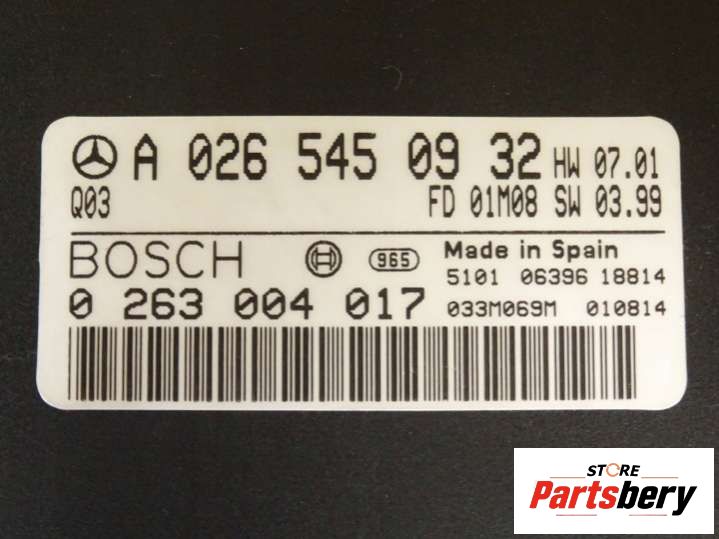 A 026 545 09 32 HW 07.01
Q03 FD 01M08 SW 03.99
BOSCH 965 Made in Spain
5101 06396 18814
0 263 004 017 033M069M 010814
STORE
Partsbery